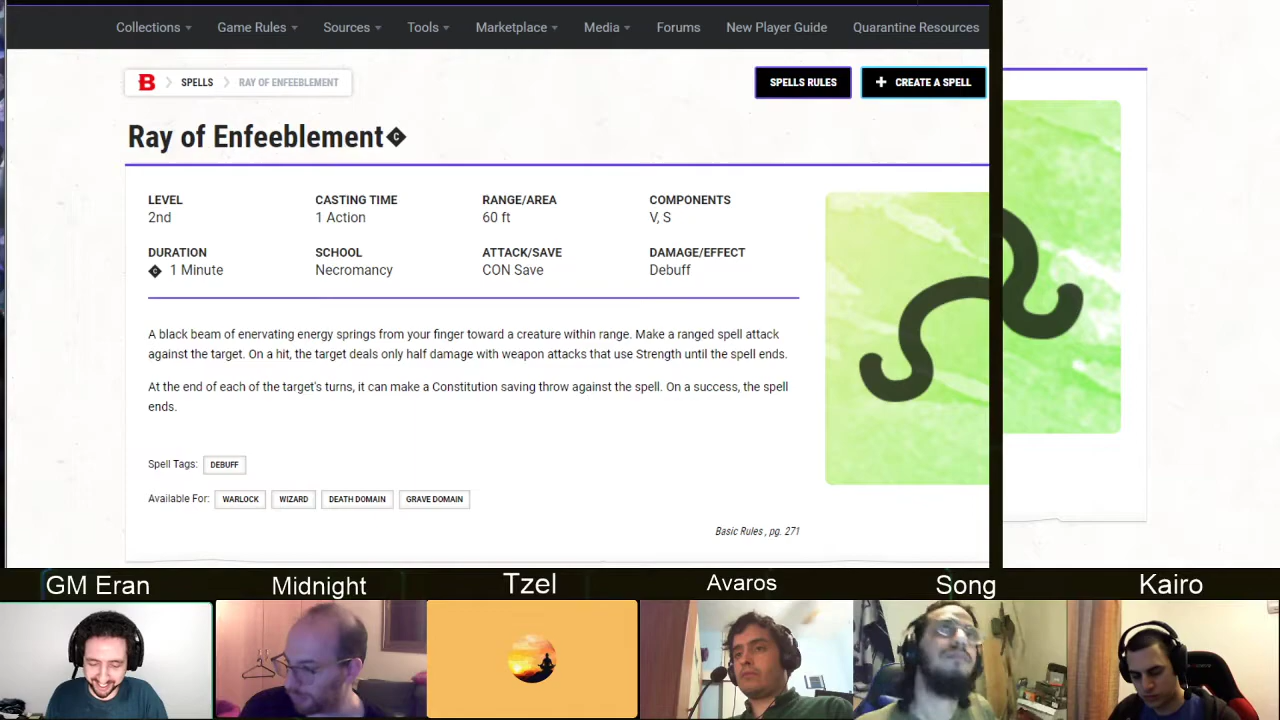 Collections Game Rules Sources Tools Marketplace Media Forums New Player Guide Quarantine Resources
B SPELLS RAY OF ENFEEBLEMENT
SPELLS RULES
+ CREATE A SPELL
Ray of Enfeeblement C
LEVEL CASTING TIME RANGE/AREA COMPONENTS
2nd 1 Action 60 ft V, S
DURATION SCHOOL ATTACK/SAVE DAMAGE/EFFECT
C 1 Minute Necromancy CON Save Debuff
A black beam of enervating energy springs from your finger toward a creature within range. Make a ranged spell attack
against the target. On a hit, the target deals only half damage with weapon attacks that use Strength until the spell ends.
At the end of each of the target's turns, it can make a Constitution saving throw against the spell. On a success, the spell
ends.
Spell Tags: DEBUFF
Available For: WARLOCK WIZARD DEATH DOMAIN GRAVE DOMAIN
Basic Rules , pg. 271
GM Eran Midnight Tzel Avaros Song Kairo